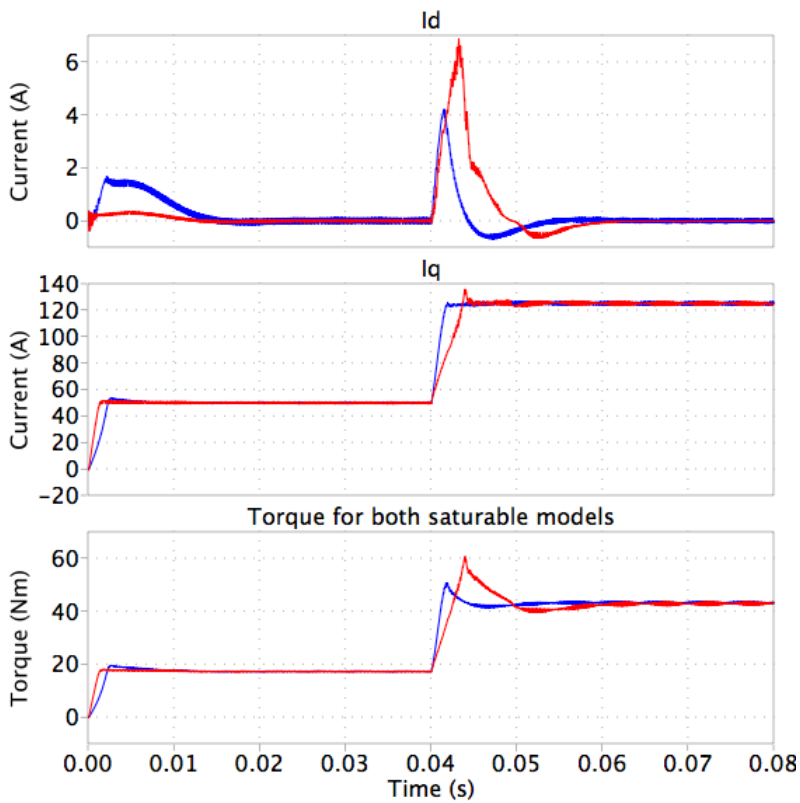 Id
Current (A)
6
4
2
0
Iq
Current (A)
140
120
100
80
60
40
20
0
−20
Torque for both saturable models
Torque (Nm)
60
40
20
0
0.00 0.01 0.02 0.03 0.04 0.05 0.06 0.07 0.08
Time (s)